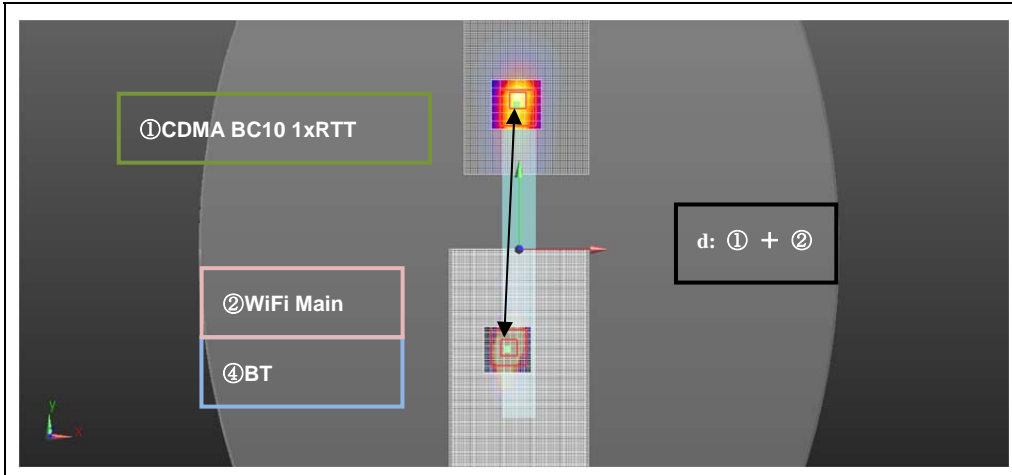 ①CDMA BC10 1xRTT
d: ① + ②
②WiFi Main
④BT
y
x